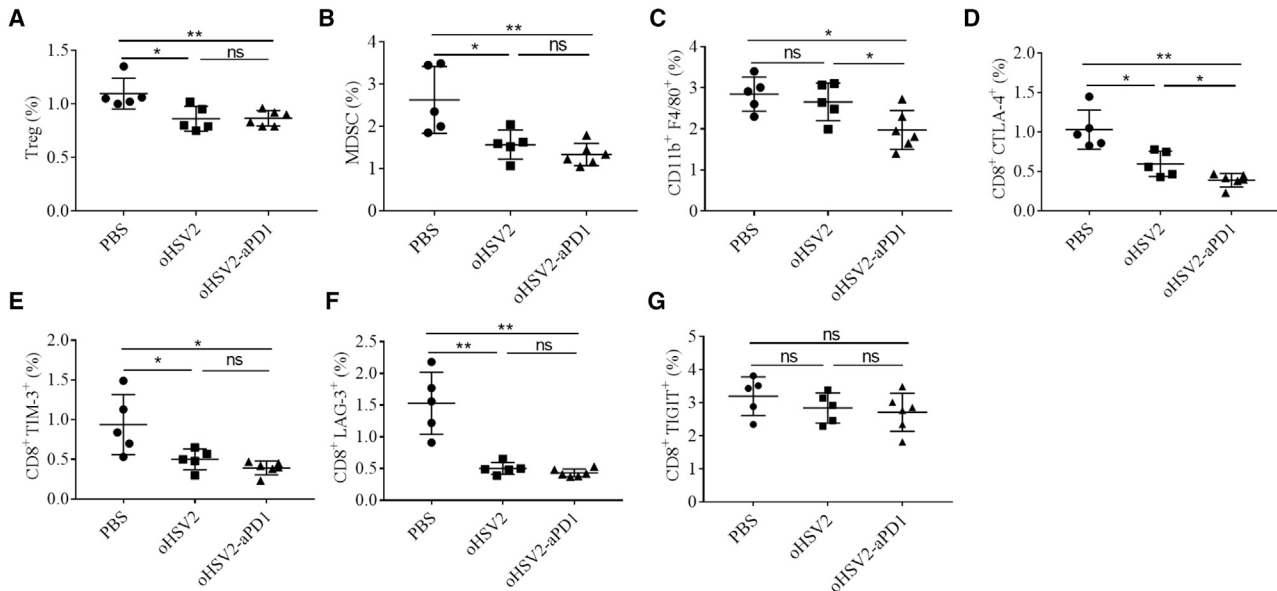 A
Treg (%)
1.5
1.0
0.5
0.0
**
*
ns
PBS
oHSV2
oHSV2-aPD1
B
MDSC (%)
4
3
2
1
0
**
*
ns
PBS
oHSV2
oHSV2-aPD1
C
CD11b+ F4/80+ (%)
4
3
2
1
0
*
ns
*
PBS
oHSV2
oHSV2-aPD1
D
CD8+ CTLA-4+ (%)
2.0
1.5
1.0
0.5
0.0
**
*
*
PBS
oHSV2
oHSV2-aPD1
E
CD8+ TIM-3+ (%)
2.0
1.5
1.0
0.5
0.0
*
*
ns
PBS
oHSV2
oHSV2-aPD1
F
CD8+ LAG-3+ (%)
2.5
2.0
1.5
1.0
0.5
0.0
**
**
ns
PBS
oHSV2
oHSV2-aPD1
G
CD8+ TIGIT+ (%)
5
4
3
2
1
0
ns
ns
ns
PBS
oHSV2
oHSV2-aPD1